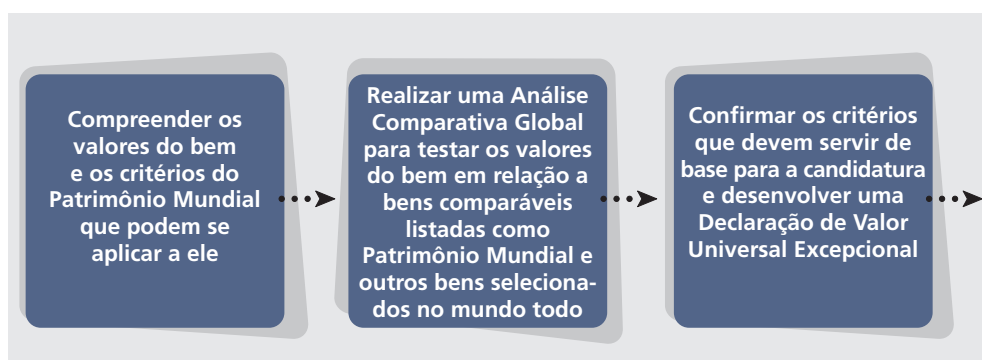 Compreender os
valores do bem
e os critérios do
Patrimônio Mundial
que podem se
aplicar a ele
Realizar uma Análise
Comparativa Global
para testar os valores
do bem em relação a
bens comparáveis
listadas como
Patrimônio Mundial e
outros bens seleciona-
dos no mundo todo
Confirmar os critérios
que devem servir de
base para a candidatura
e desenvolver uma
Declaração de Valor
Universal Excepcional